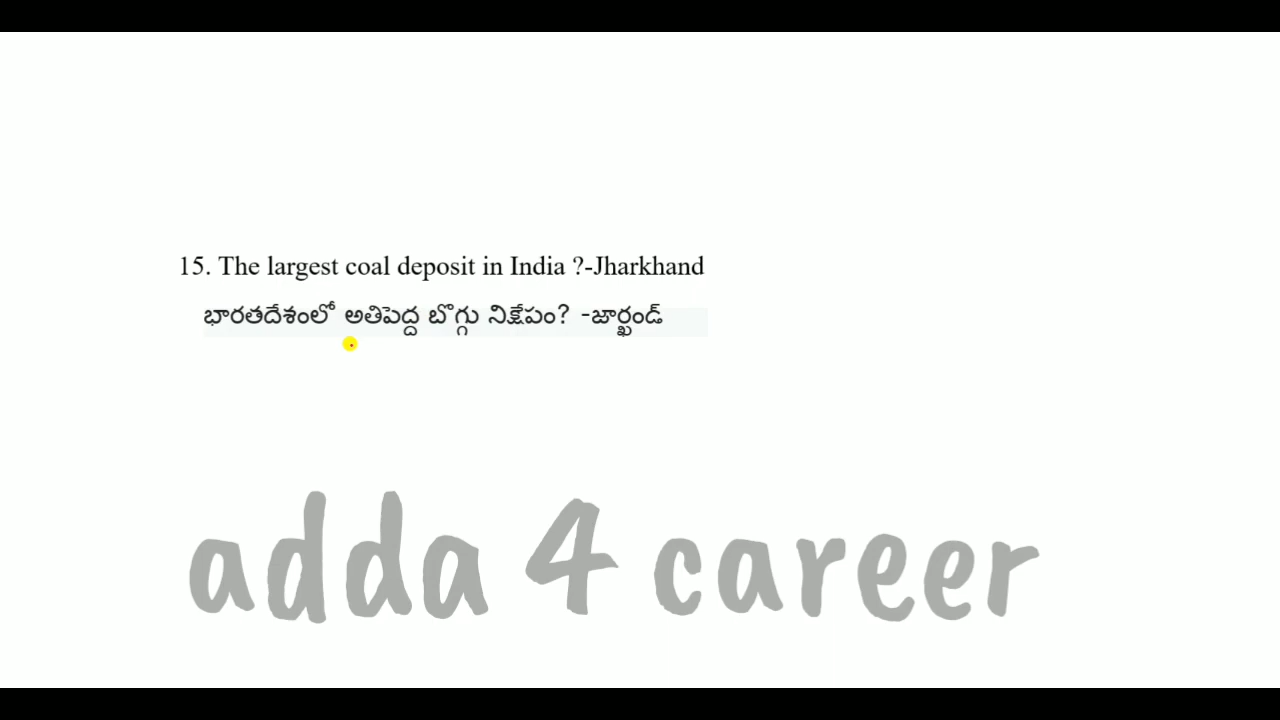 15. The largest coal deposit in India ?-Jharkhand
భారతదేశంలో అతిపెద్ద బొగ్గు నిక్షేపం? -జార్ఖండ్
adda 4 career